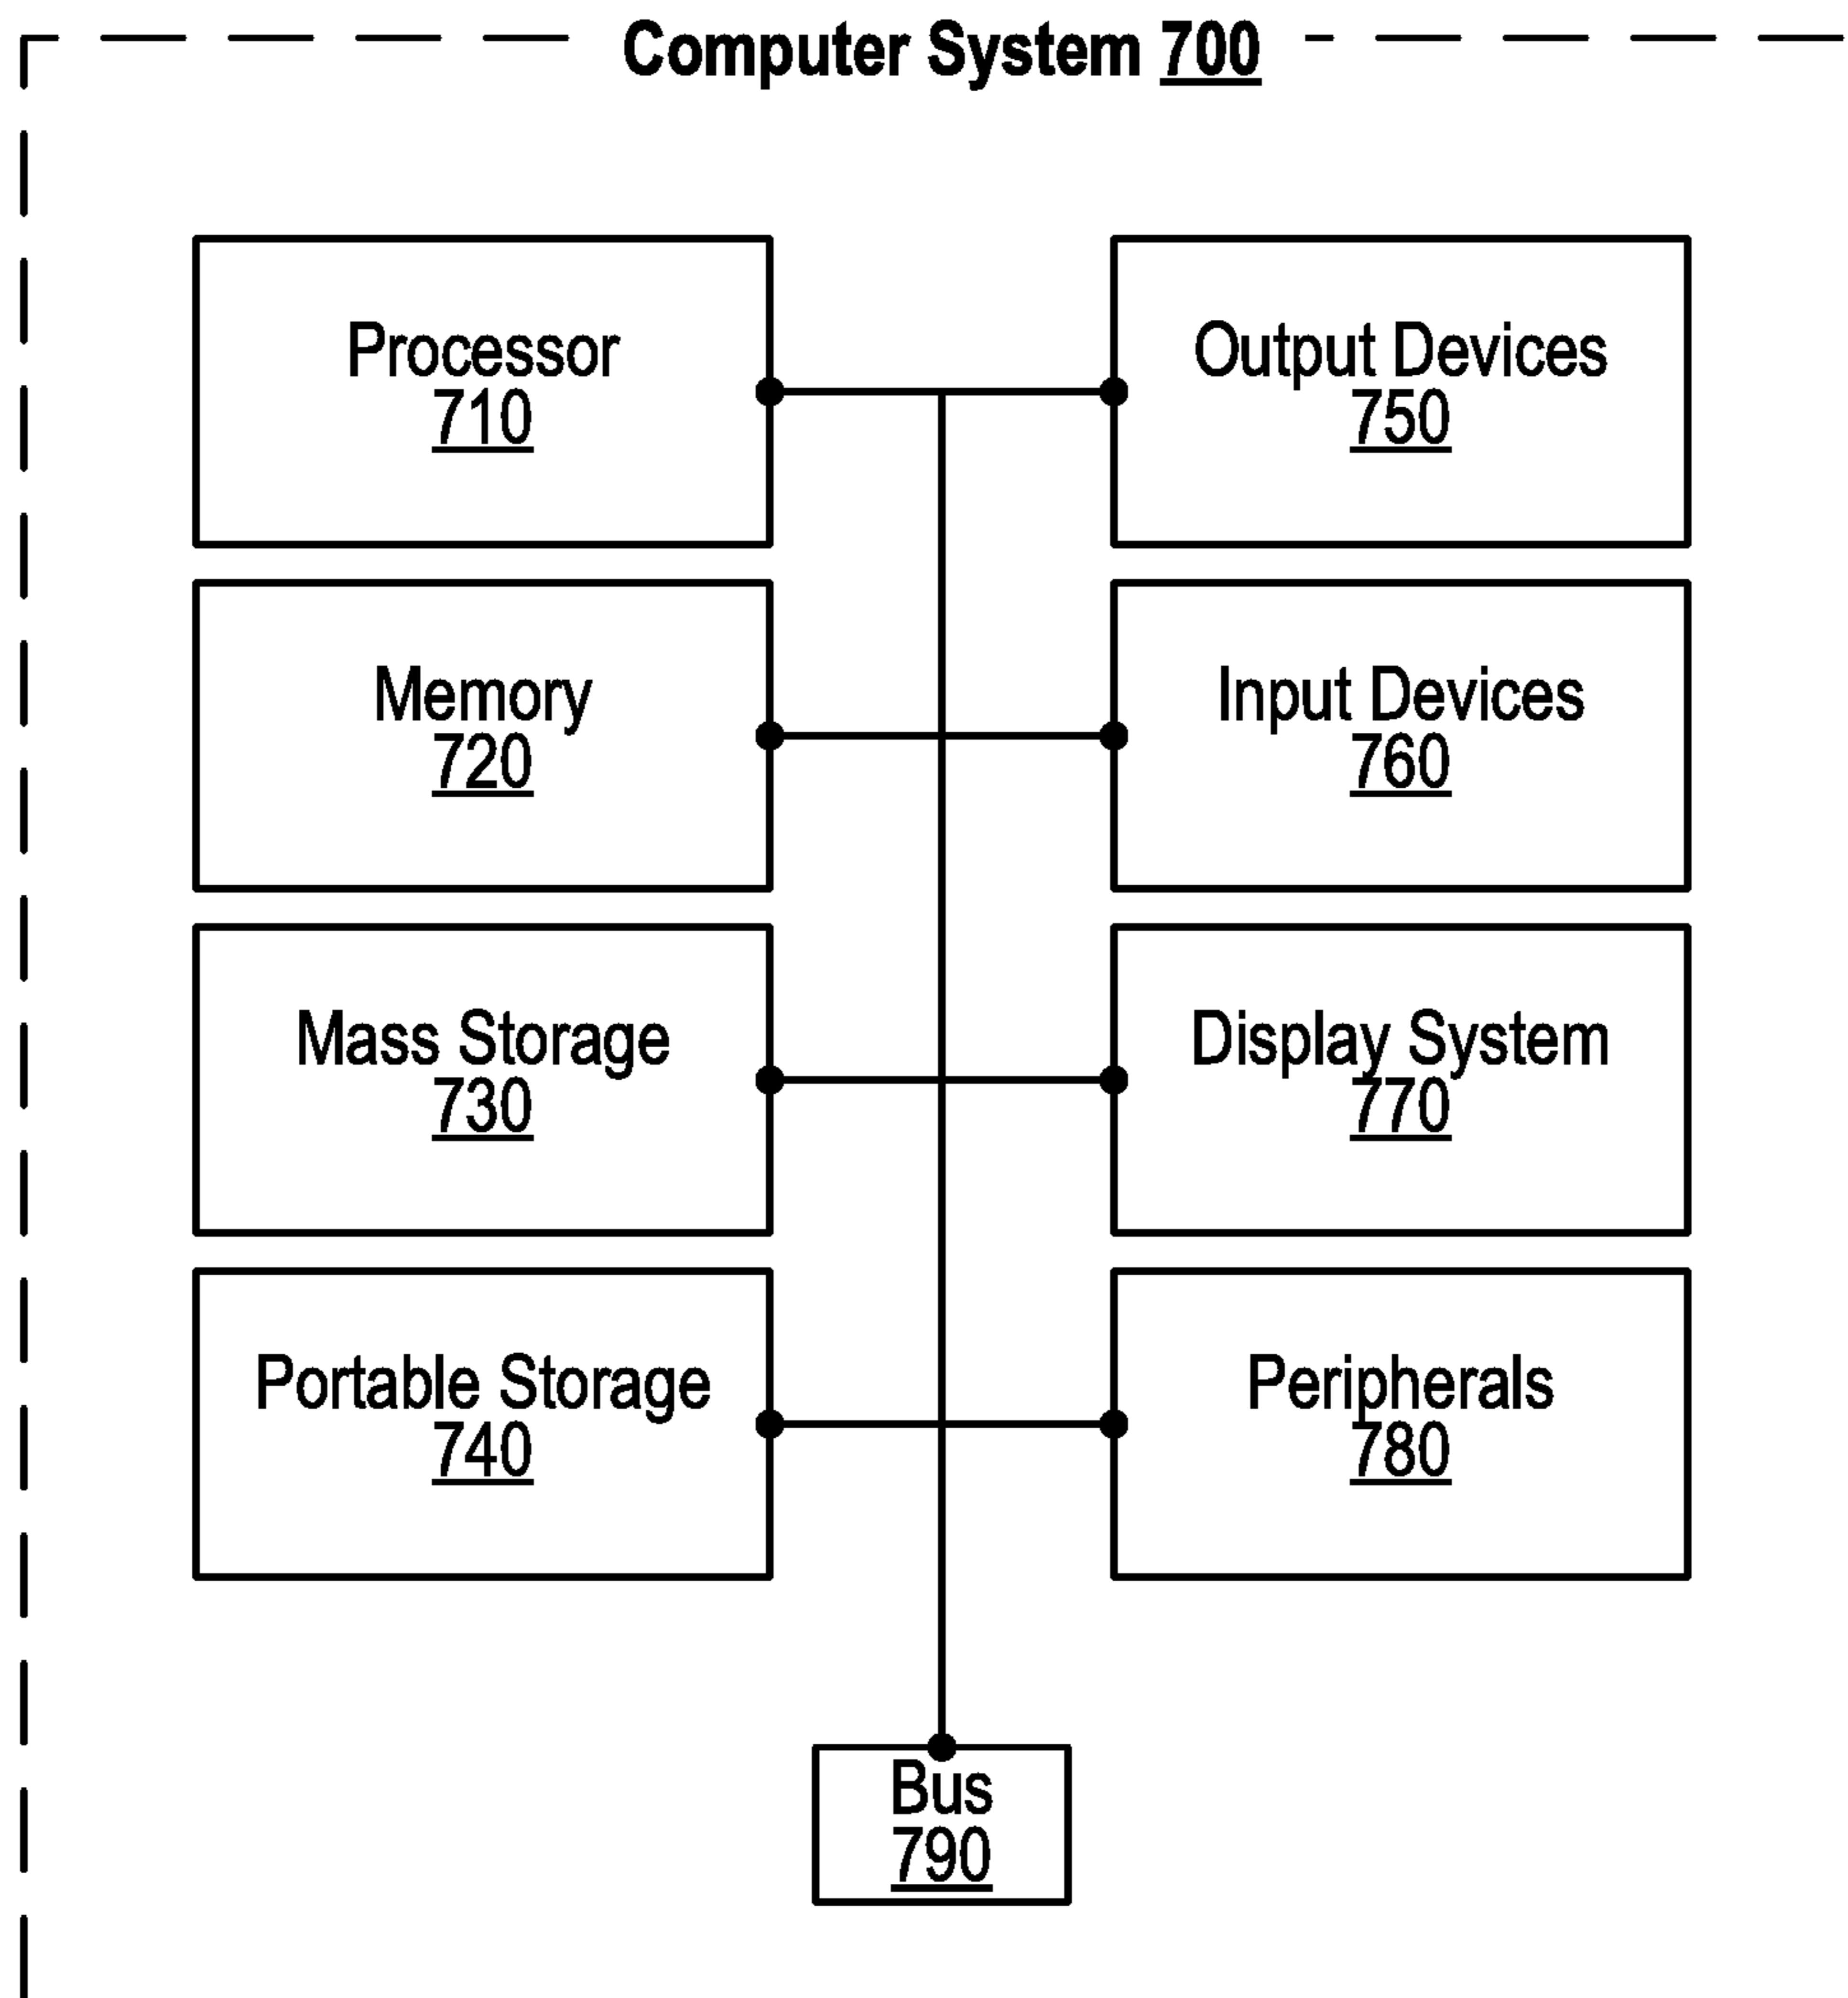 Computer System 700
Processor
710
Output Devices
750
Memory
720
Input Devices
760
Mass Storage
730
Display System
770
Portable Storage
740
Peripherals
780
Bus
790